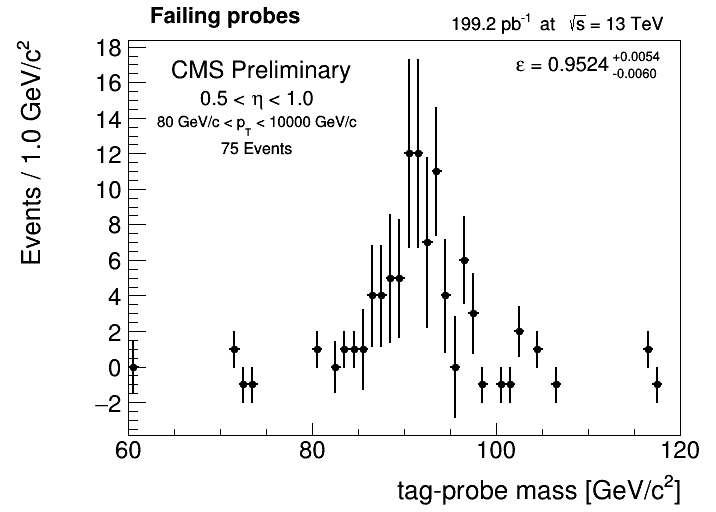 Failing probes
199.2 pb⁻¹ at √s = 13 TeV
CMS Preliminary
0.5 < η < 1.0
80 GeV/c < p_T < 10000 GeV/c
75 Events
ε = 0.9524 +0.0054 -0.0060
Events / 1.0 GeV/c²
18
16
14
12
10
8
6
4
2
0
−2
60 80 100 120
tag-probe mass [GeV/c²]